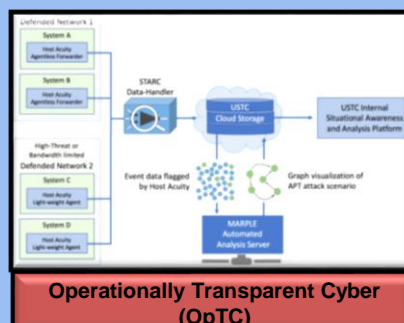 Defended Network 1
System A
Host Acuity
Agentless Forwarder
System B
Host Acuity
Agentless Forwarder
High-Threat or
Bandwidth limited
Defended Network 2
System C
Host Acuity
Light-weight Agent
System D
Host Acuity
Light-weight Agent
STARC
Data-Handler
USTC
Cloud Storage
USTC Internal
Situational Awareness
and Analysis Platform
Event data flagged
by Host Acuity
Graph visualization of
APT attack scenario
MARPLE
Automated
Analysis Server
Operationally Transparent Cyber
(OpTC)